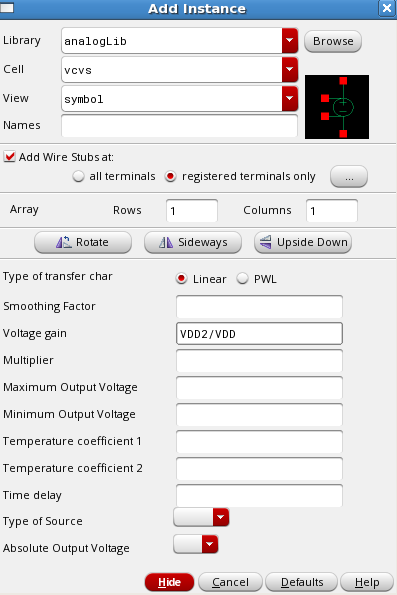 Add Instance
Library analogLib Browse
Cell vcvs
View symbol
Names
Add Wire Stubs at:
all terminals registered terminals only ...
Array Rows 1 Columns 1
Rotate Sideways Upside Down
Type of transfer char Linear PWL
Smoothing Factor
Voltage gain VDD2/VDD
Multiplier
Maximum Output Voltage
Minimum Output Voltage
Temperature coefficient 1
Temperature coefficient 2
Time delay
Type of Source
Absolute Output Voltage
Hide Cancel Defaults Help